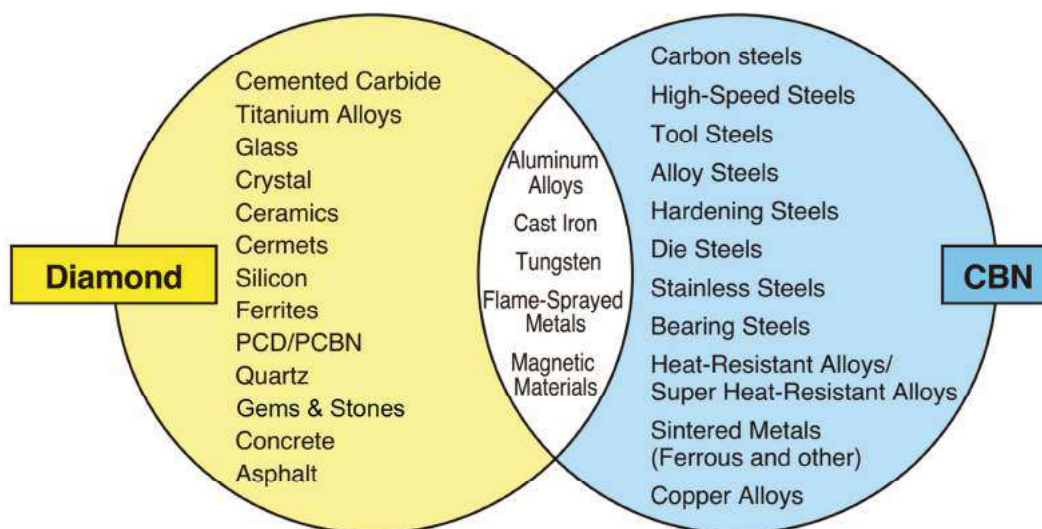 Diamond
Cemented Carbide
Titanium Alloys
Glass
Crystal
Ceramics
Cermets
Silicon
Ferrites
PCD/PCBN
Quartz
Gems & Stones
Concrete
Asphalt
Aluminum
Alloys
Cast Iron
Tungsten
Flame-Sprayed
Metals
Magnetic
Materials
Carbon steels
High-Speed Steels
Tool Steels
Alloy Steels
Hardening Steels
Die Steels
Stainless Steels
Bearing Steels
Heat-Resistant Alloys/
Super Heat-Resistant Alloys
Sintered Metals
(Ferrous and other)
Copper Alloys
CBN